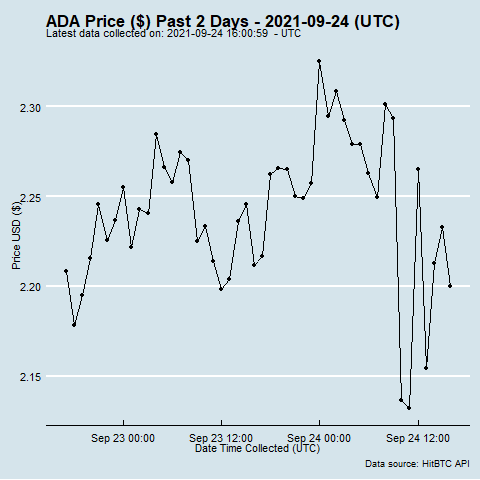 ADA Price ($) Past 2 Days - 2021-09-24 (UTC)
Latest data collected on: 2021-09-24 16:00:59 - UTC
Price USD ($)
2.30
2.25
2.20
2.15
Sep 23 00:00 Sep 23 12:00 Sep 24 00:00 Sep 24 12:00
Date Time Collected (UTC)
Data source: HitBTC API